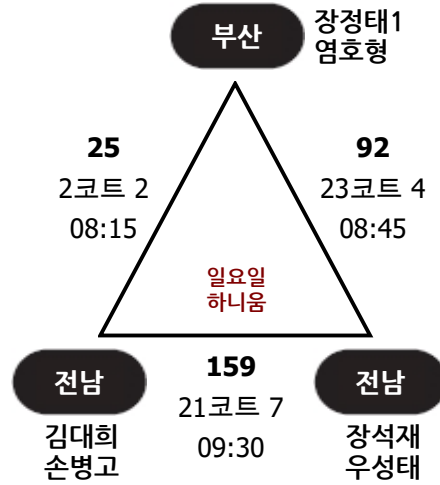 부산
장정태1
염호형
25
2코트 2
08:15
92
23코트 4
08:45
일요일
하니움
전남
김대희
손병고
159
21코트 7
09:30
전남
장석재
우성태